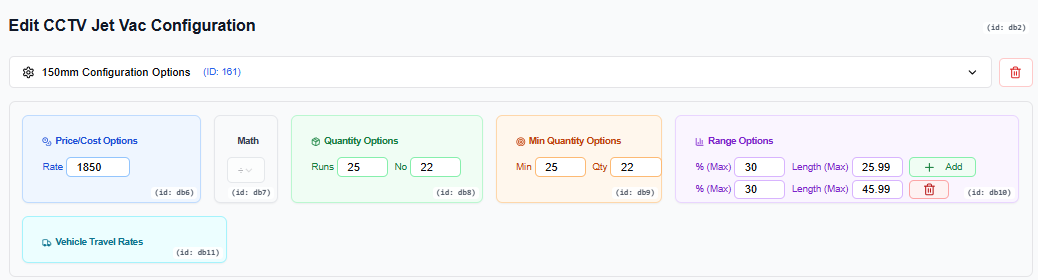 Edit CCTV Jet Vac Configuration
(id: db2)
150mm Configuration Options (ID: 161)
Price/Cost Options
Rate 1850
(id: db6)
Math
÷
(id: db7)
Quantity Options
Runs 25 No 22
(id: db8)
Min Quantity Options
Min 25 Qty 22
(id: db9)
Range Options
% (Max) 30 Length (Max) 25.99 + Add
% (Max) 30 Length (Max) 45.99
(id: db10)
Vehicle Travel Rates
(id: db11)